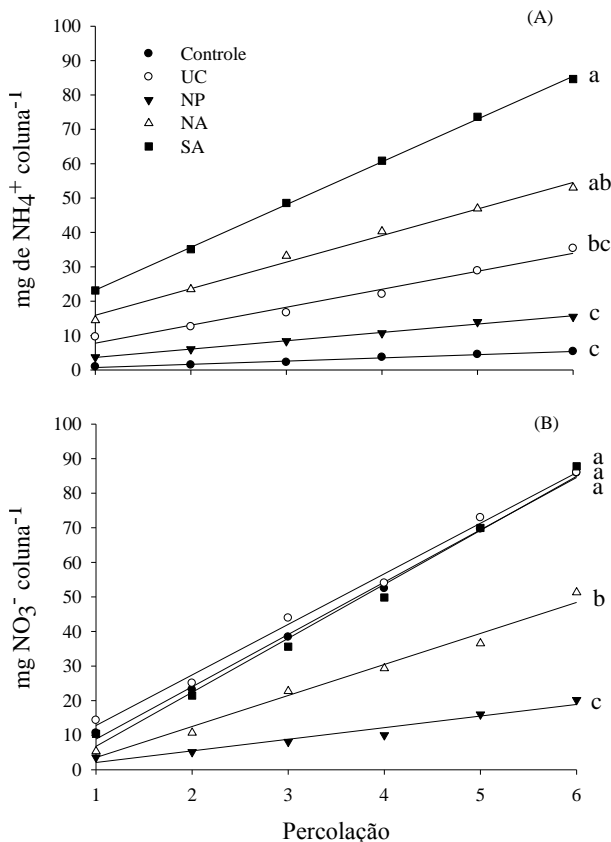 (A)
100
90
80
70
60
50
40
30
20
10
0
mg de NH4+ coluna-1
Controle
UC
NP
NA
SA
a
ab
bc
c
c
(B)
100
90
80
70
60
50
40
30
20
10
0
mg NO3- coluna-1
a
a
a
b
c
1 2 3 4 5 6
Percolação